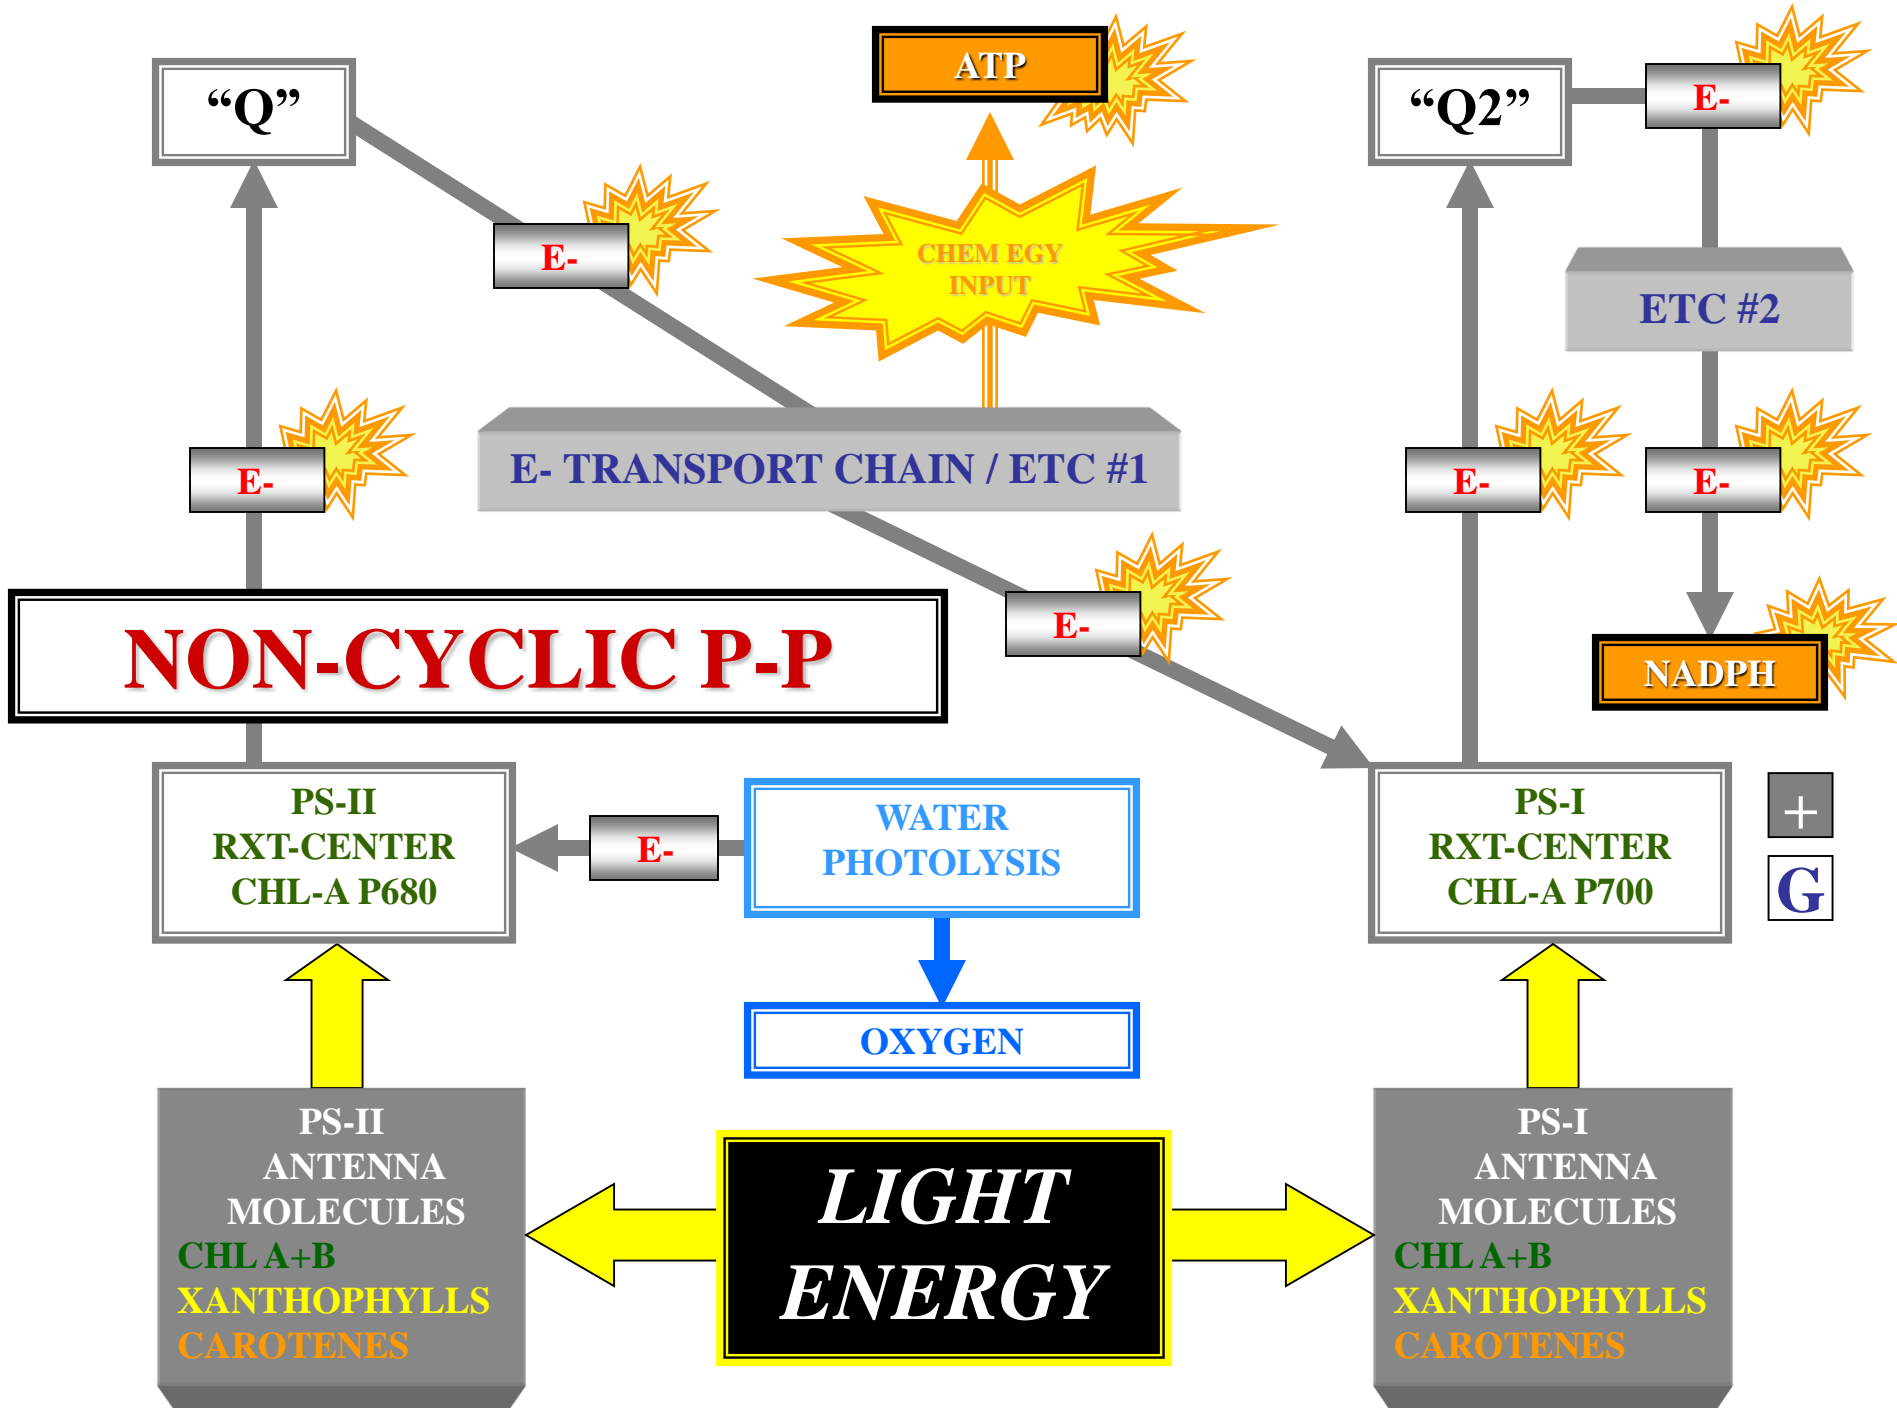 ATP
“Q”
“Q2”
E-
E-
CHEM EGY
INPUT
ETC #2
E- TRANSPORT CHAIN / ETC #1
E-
E-
E-
E-
NON-CYCLIC P-P
NADPH
PS-II
RXT-CENTER
CHL-A P680
E-
WATER
PHOTOLYSIS
PS-I
RXT-CENTER
CHL-A P700
+
G
OXYGEN
PS-II
ANTENNA
MOLECULES
CHL A+B
XANTHOPHYLLS
CAROTENES
LIGHT
ENERGY
PS-I
ANTENNA
MOLECULES
CHL A+B
XANTHOPHYLLS
CAROTENES